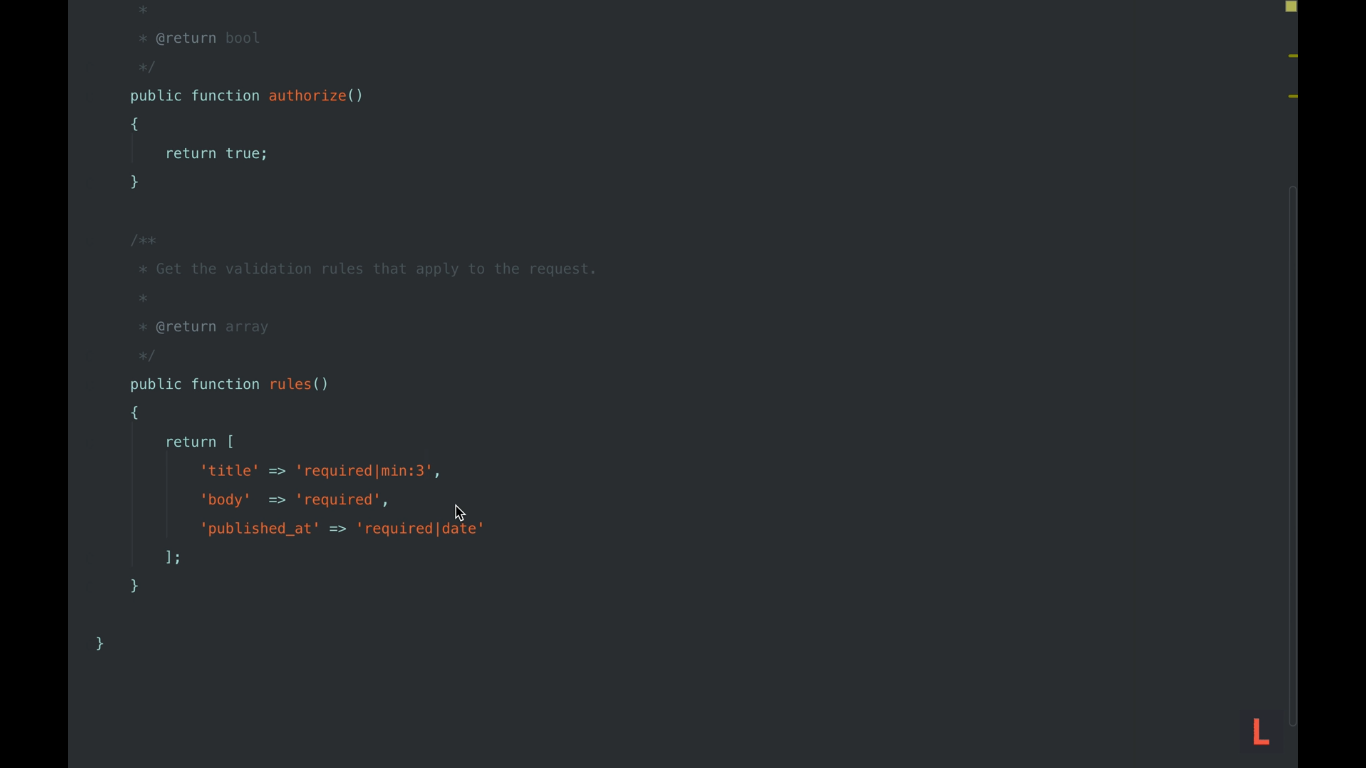 *
     * @return bool
     */
    public function authorize()
    {
        return true;
    }

    /**
     * Get the validation rules that apply to the request.
     *
     * @return array
     */
    public function rules()
    {
        return [
            'title' => 'required|min:3',
            'body'  => 'required',
            'published_at' => 'required|date'
        ];
    }

}
L